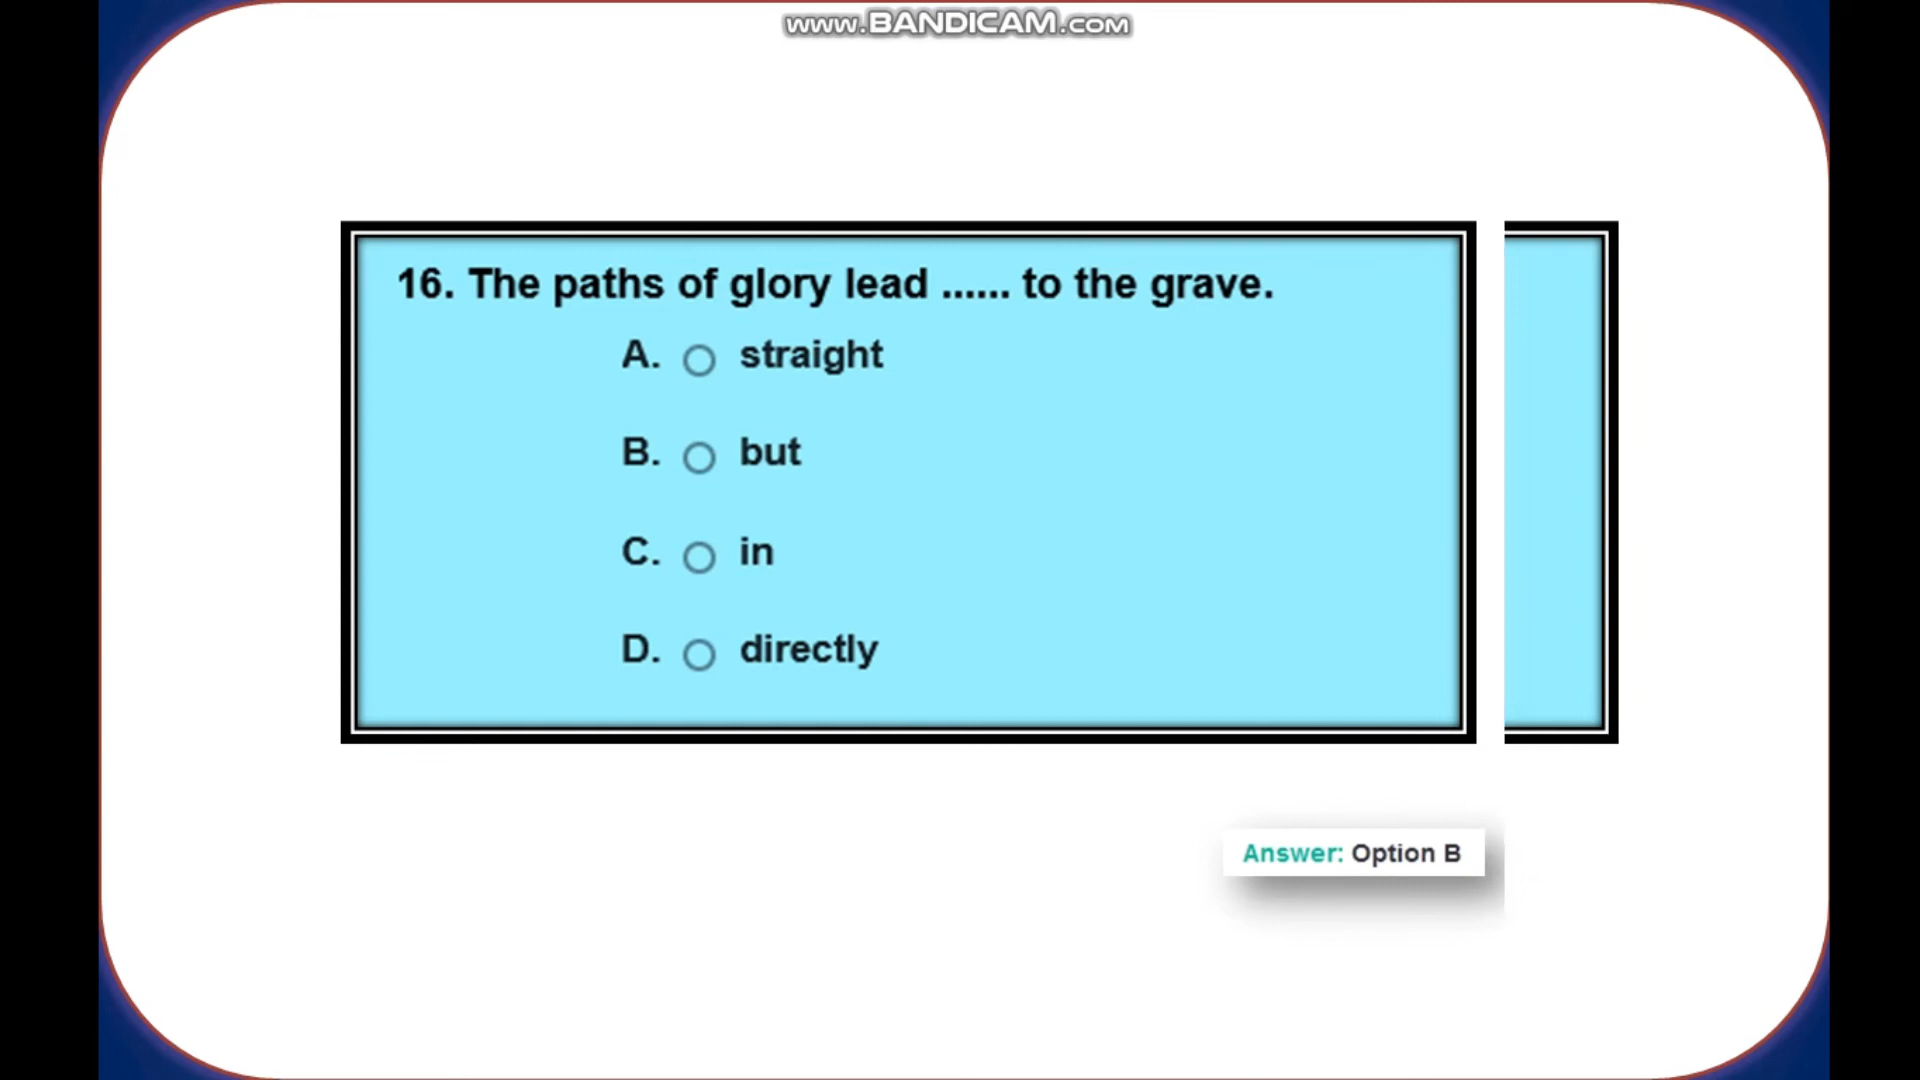 www.BANDICAM.com
16. The paths of glory lead ...... to the grave.
A. straight
B. but
C. in
D. directly
Answer: Option B